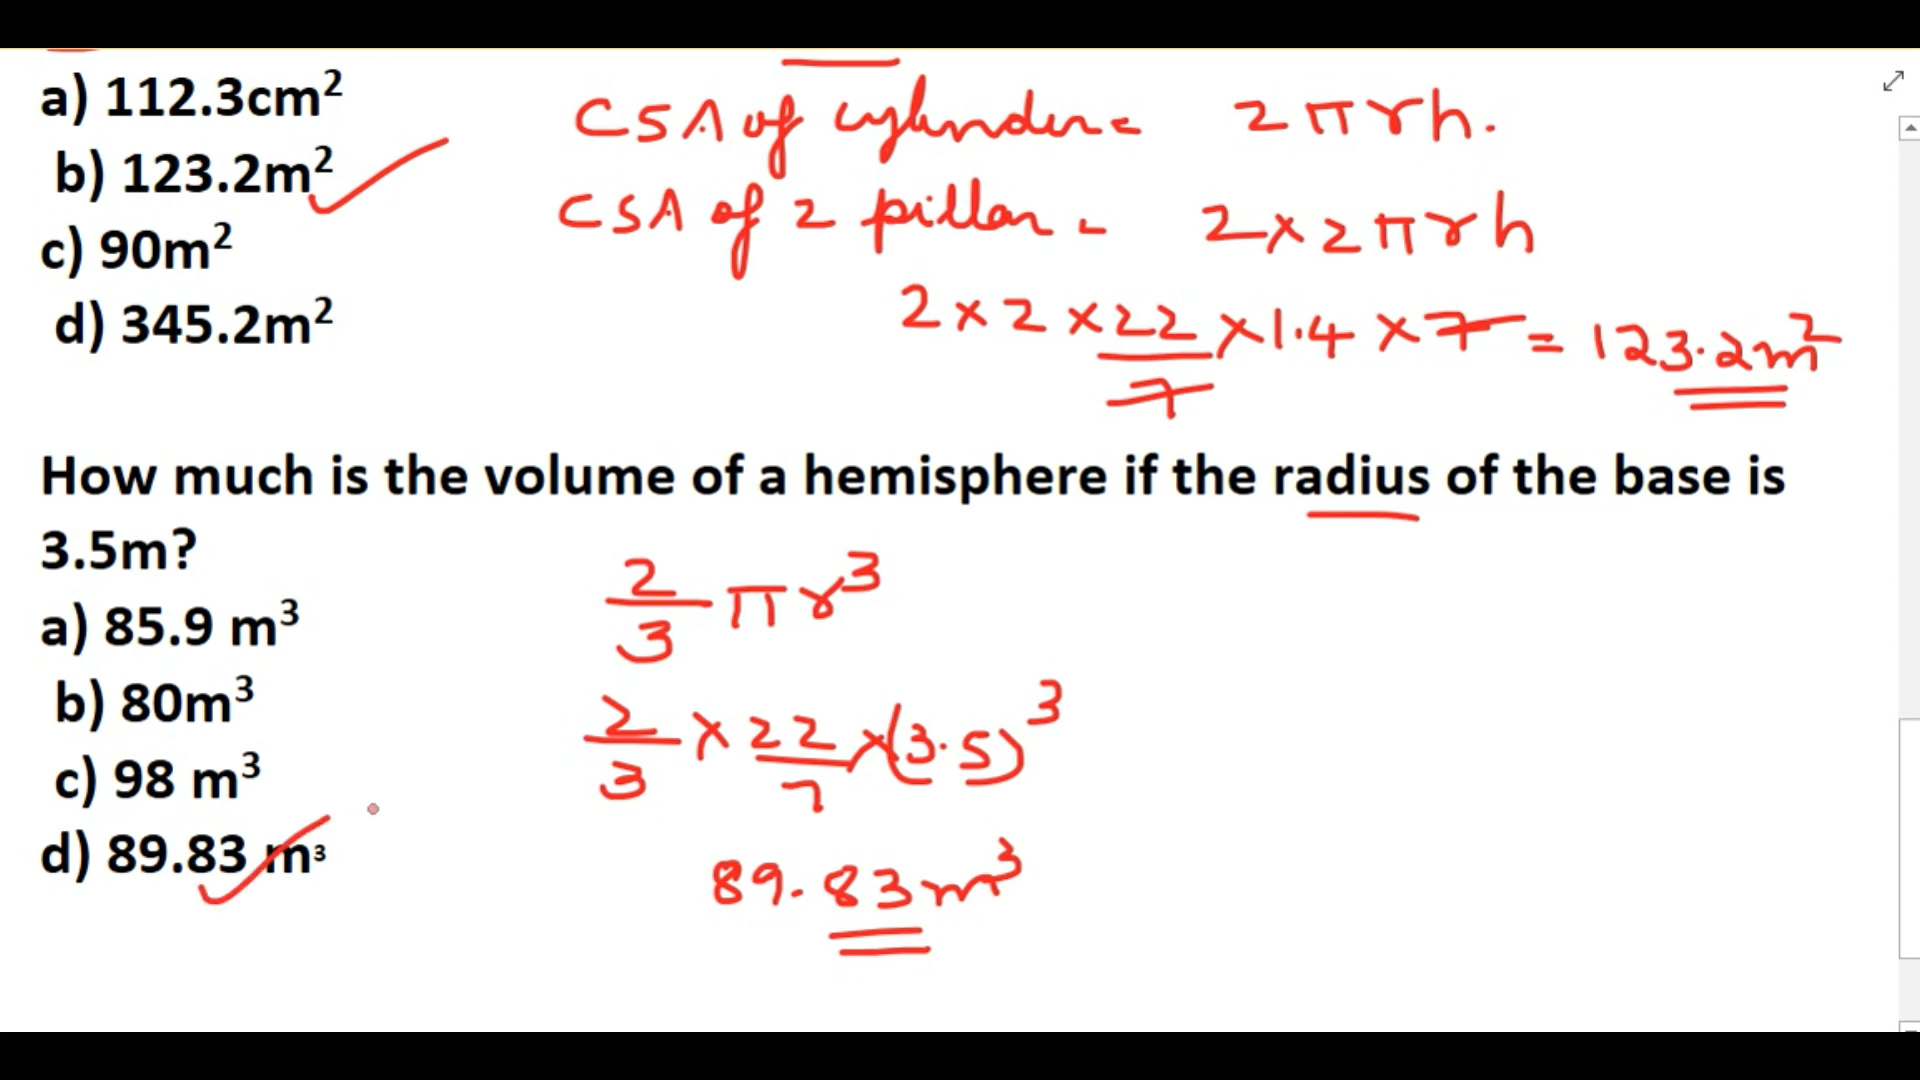 a) 112.3cm²
CSA of cylinder = 2πrh.
b) 123.2m²
CSA of 2 pillar = 2×2πrh
c) 90m²
d) 345.2m²
2×2×22/7×1.4×7 = 123.2m²
How much is the volume of a hemisphere if the radius of the base is
3.5m?
2/3 πr³
a) 85.9 m³
b) 80m³
2/3 × 22/7 ×(3.5)³
c) 98 m³
d) 89.83 m³
89.83m³